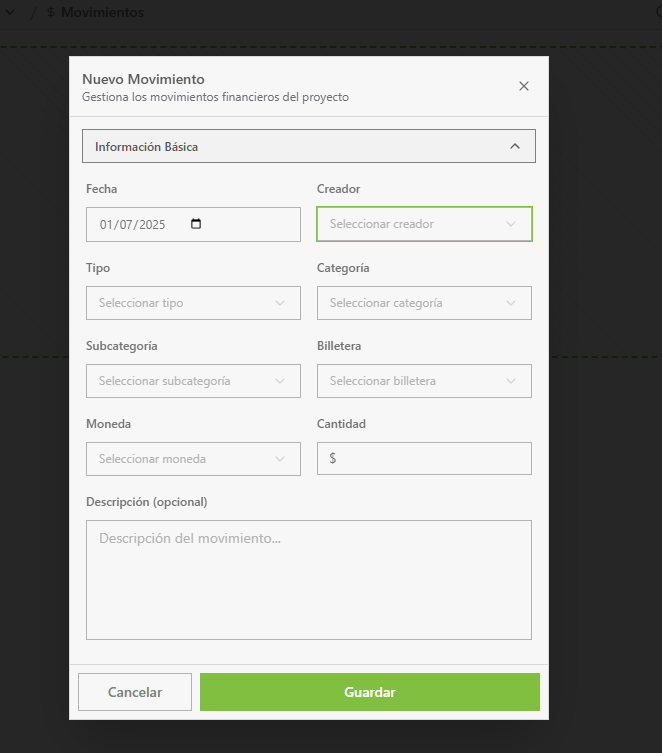 / $ Movimientos
Nuevo Movimiento
Gestiona los movimientos financieros del proyecto
Información Básica
Fecha
Creador
01/07/2025
Seleccionar creador
Tipo
Categoría
Seleccionar tipo
Seleccionar categoría
Subcategoría
Billetera
Seleccionar subcategoría
Seleccionar billetera
Moneda
Cantidad
Seleccionar moneda
$
Descripción (opcional)
Descripción del movimiento...
Cancelar
Guardar